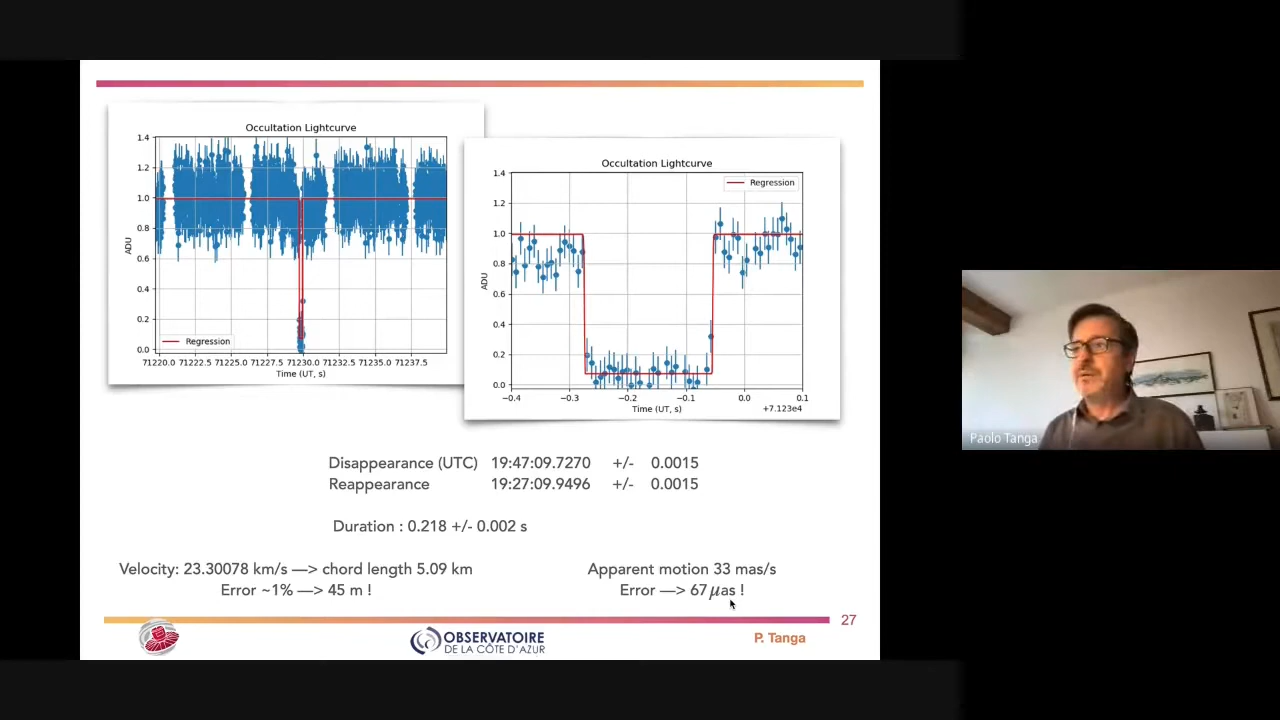 Occultation Lightcurve
1.4
1.2
1.0
0.8
0.6
0.4
0.2
0.0
ADU
Regression
71220.0 71222.5 71225.0 71227.5 71230.0 71232.5 71235.0 71237.5
Time (UT, s)
Occultation Lightcurve
Regression
1.4
1.2
1.0
0.8
0.6
0.4
0.2
0.0
ADU
−0.4 −0.3 −0.2 −0.1 0.0 0.1
Time (UT, s)
+7.123e4
Disappearance (UTC) 19:47:09.7270 +/- 0.0015
Reappearance 19:27:09.9496 +/- 0.0015
Duration : 0.218 +/- 0.002 s
Velocity: 23.30078 km/s —> chord length 5.09 km
Error ~1% —> 45 m !
Apparent motion 33 mas/s
Error —> 67 μas !
27
OBSERVATOIRE
DE LA CÔTE D'AZUR
P. Tanga
Paolo Tanga